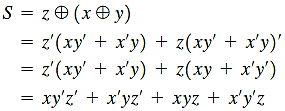 S = z ⊕ (x ⊕ y)
= z'(xy' + x'y) + z(xy' + x'y)'
= z'(xy' + x'y) + z(xy + x'y')
= xy'z' + x'yz' + xyz + x'y'z